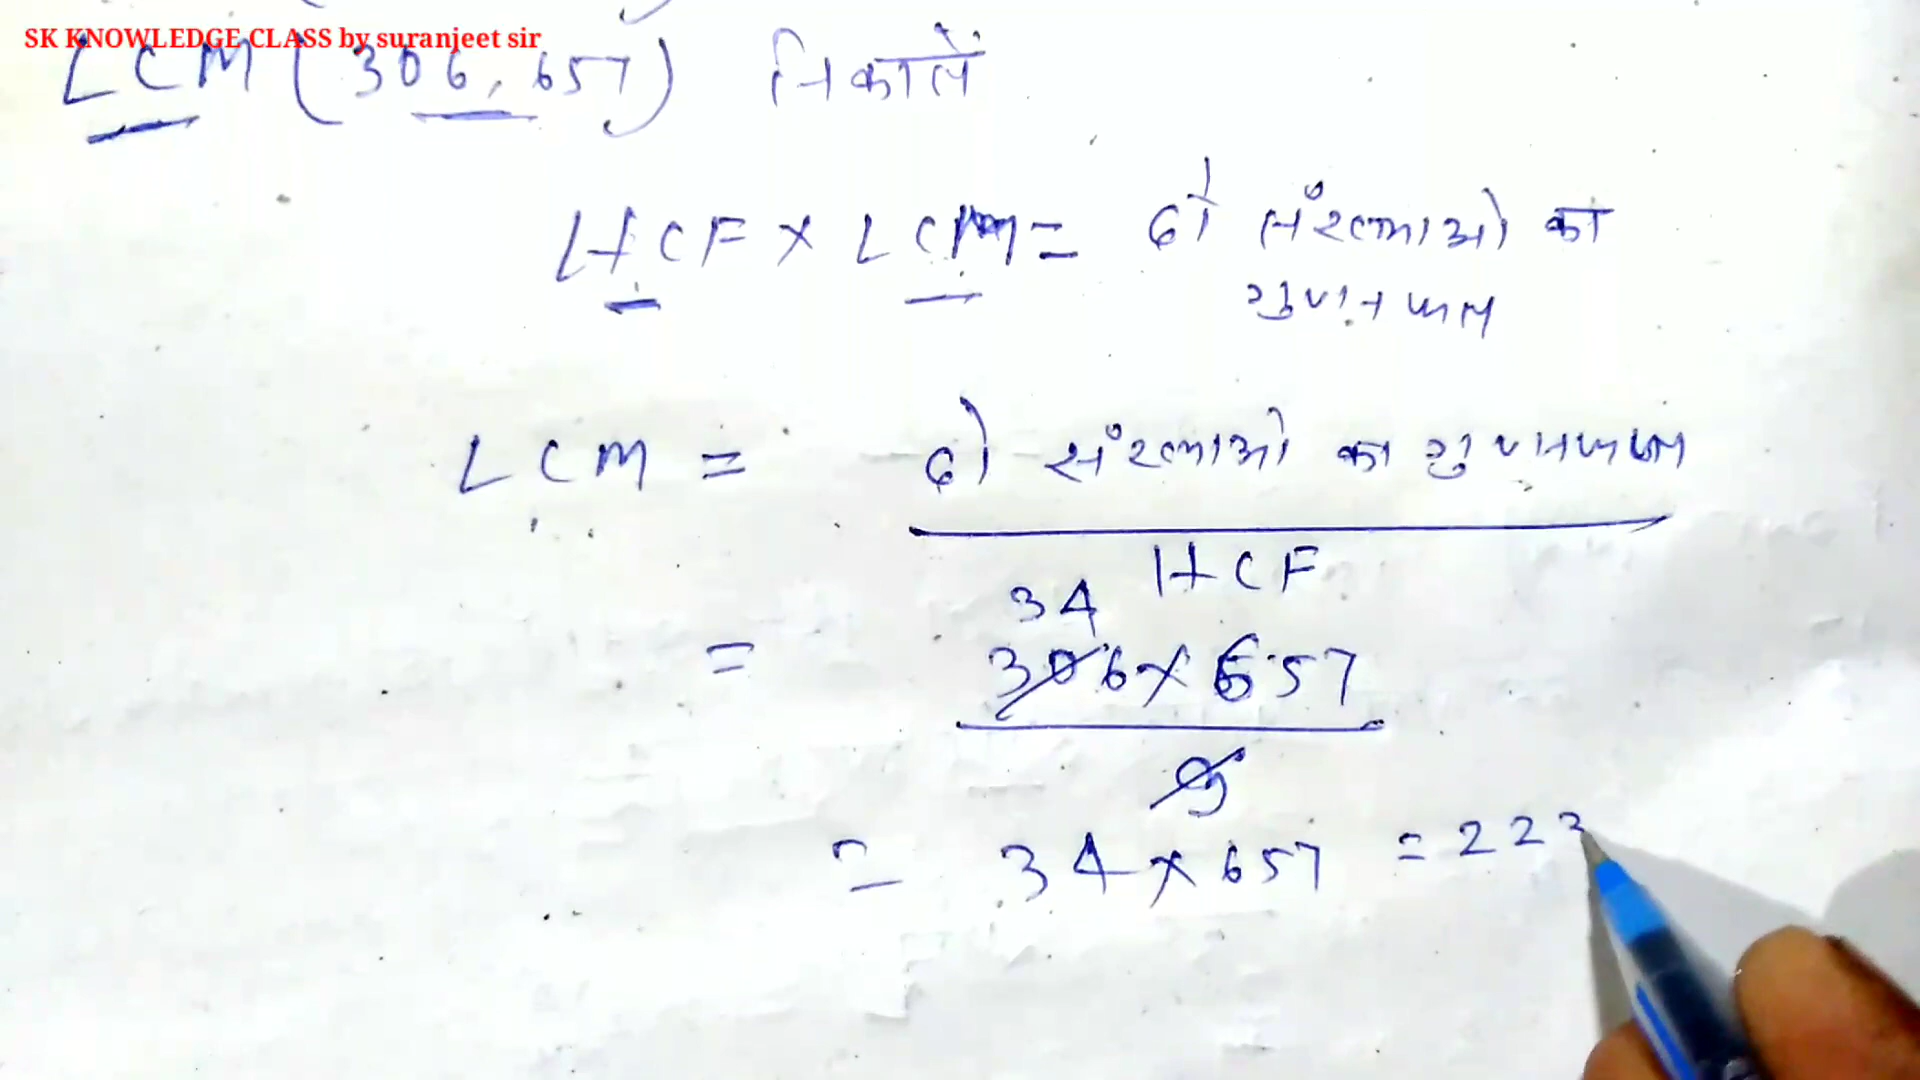 SK KNOWLEDGE CLASS by suranjeet sir
LCM (306, 657) निकालें
HCF × LCM = दो संख्याओं का
गुणनफल
LCM = दो संख्याओं का गुणनफल
HCF
34
= 306 × 657
9
= 34 × 657 = 223